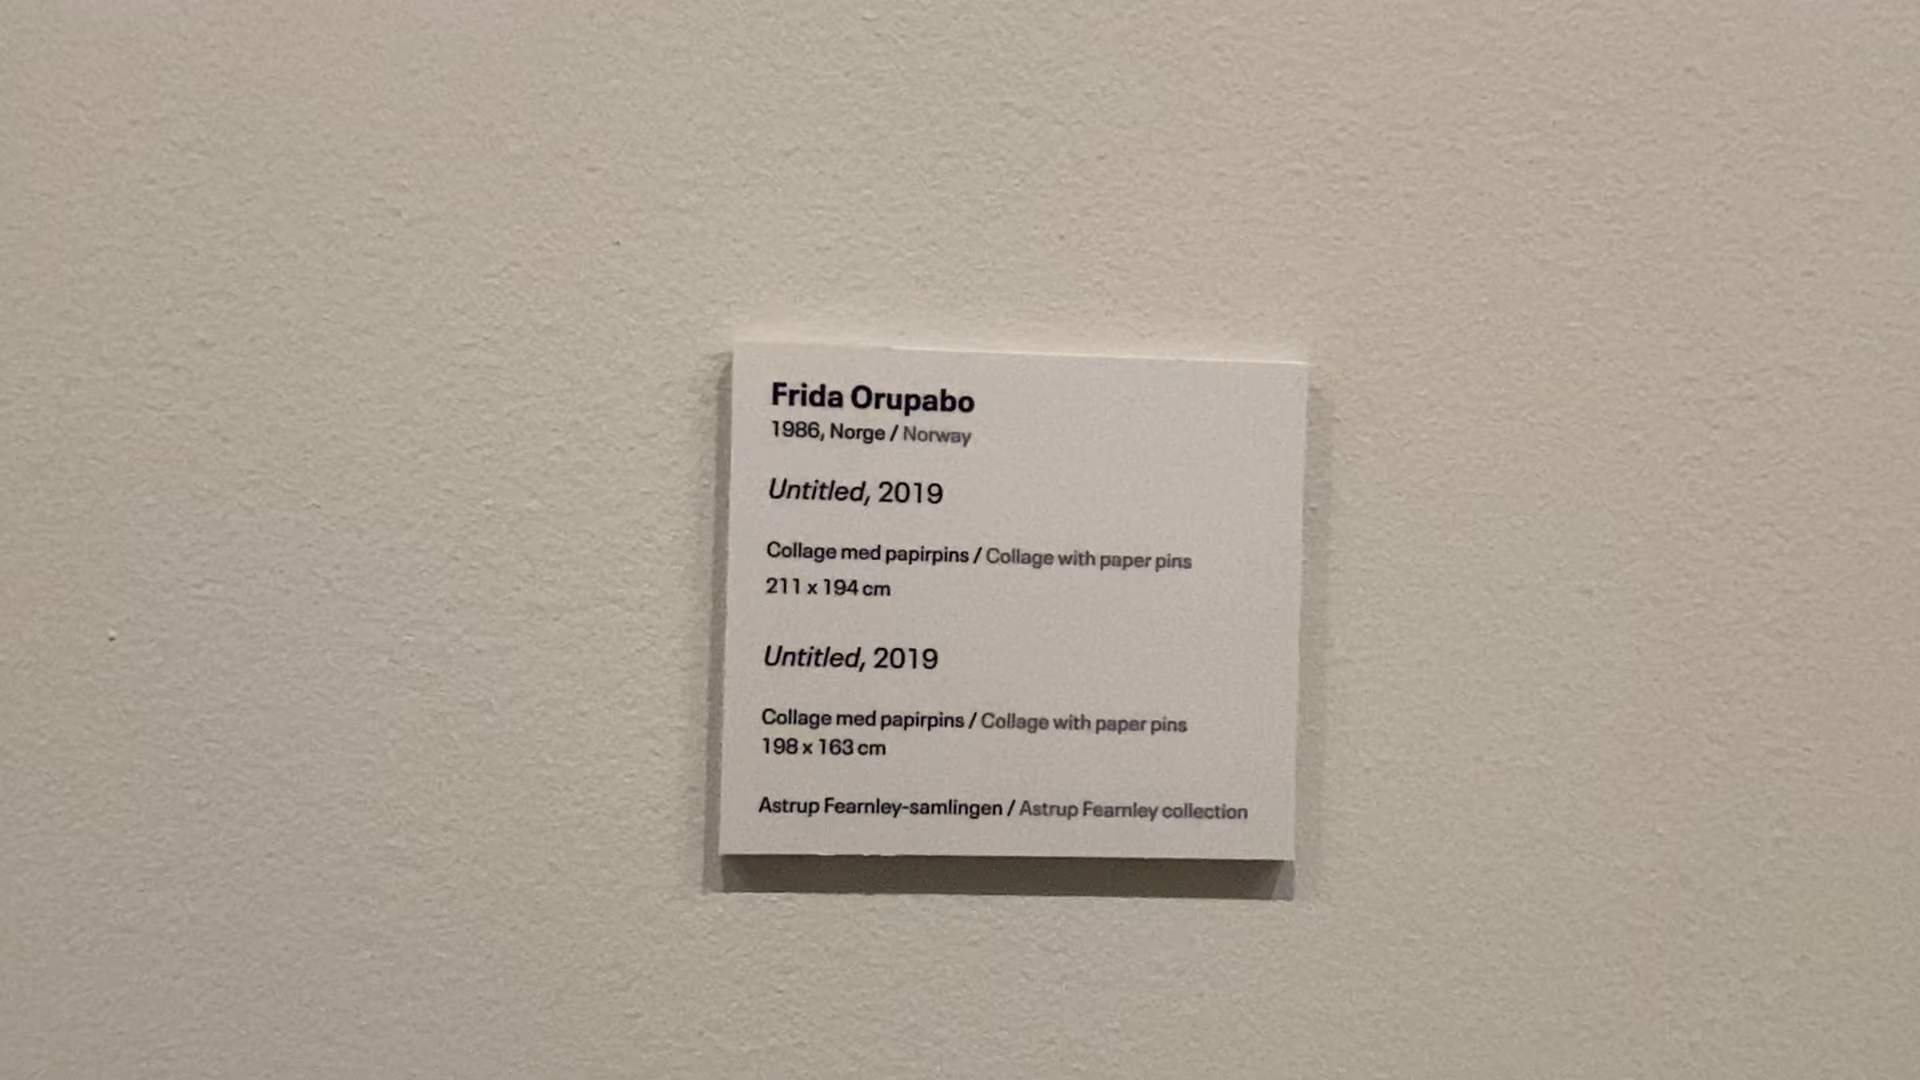 Frida Orupabo
1986, Norge / Norway
Untitled, 2019
Collage med papirpins / Collage with paper pins
211 x 194 cm
Untitled, 2019
Collage med papirpins / Collage with paper pins
198 x 163 cm
Astrup Fearnley-samlingen / Astrup Fearnley collection